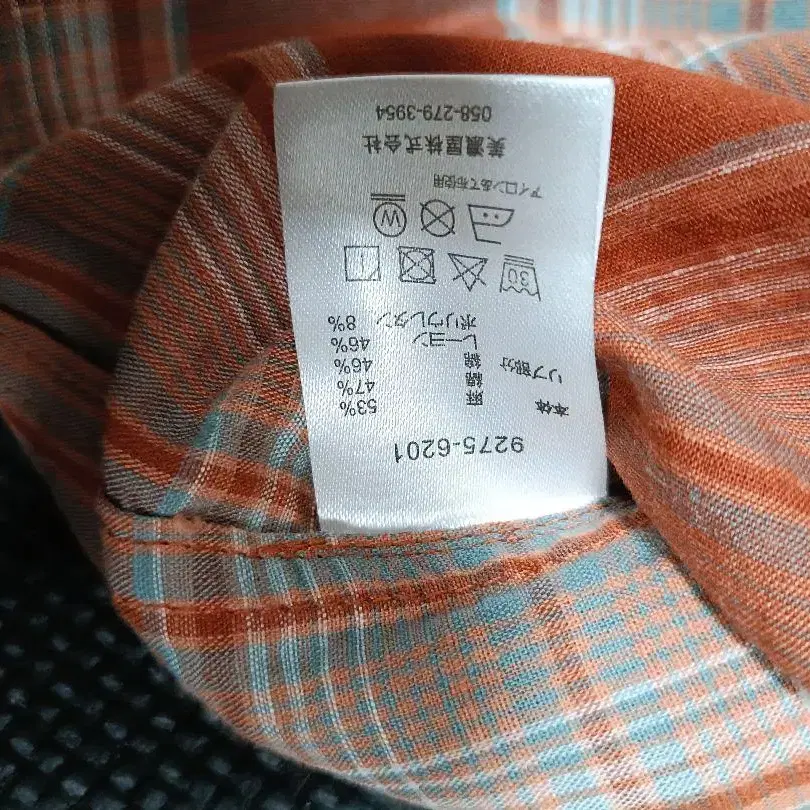 9275-6201
本体 麻 53%
綿 47%
リブ部分 綿 46%
レーヨン 46%
ポリウレタン 8%
30
W
アイロンあて布使用
美濃屋株式会社
058-279-3954